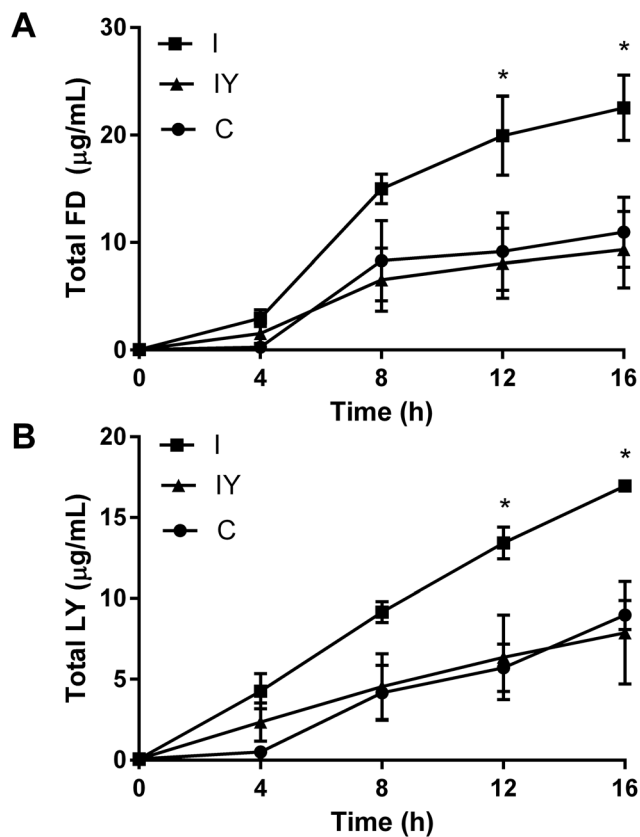 A
Total FD (μg/mL)
30
20
10
0
I
IY
C
*
*
0 4 8 12 16
Time (h)
B
Total LY (μg/mL)
20
15
10
5
0
I
IY
C
*
*
0 4 8 12 16
Time (h)